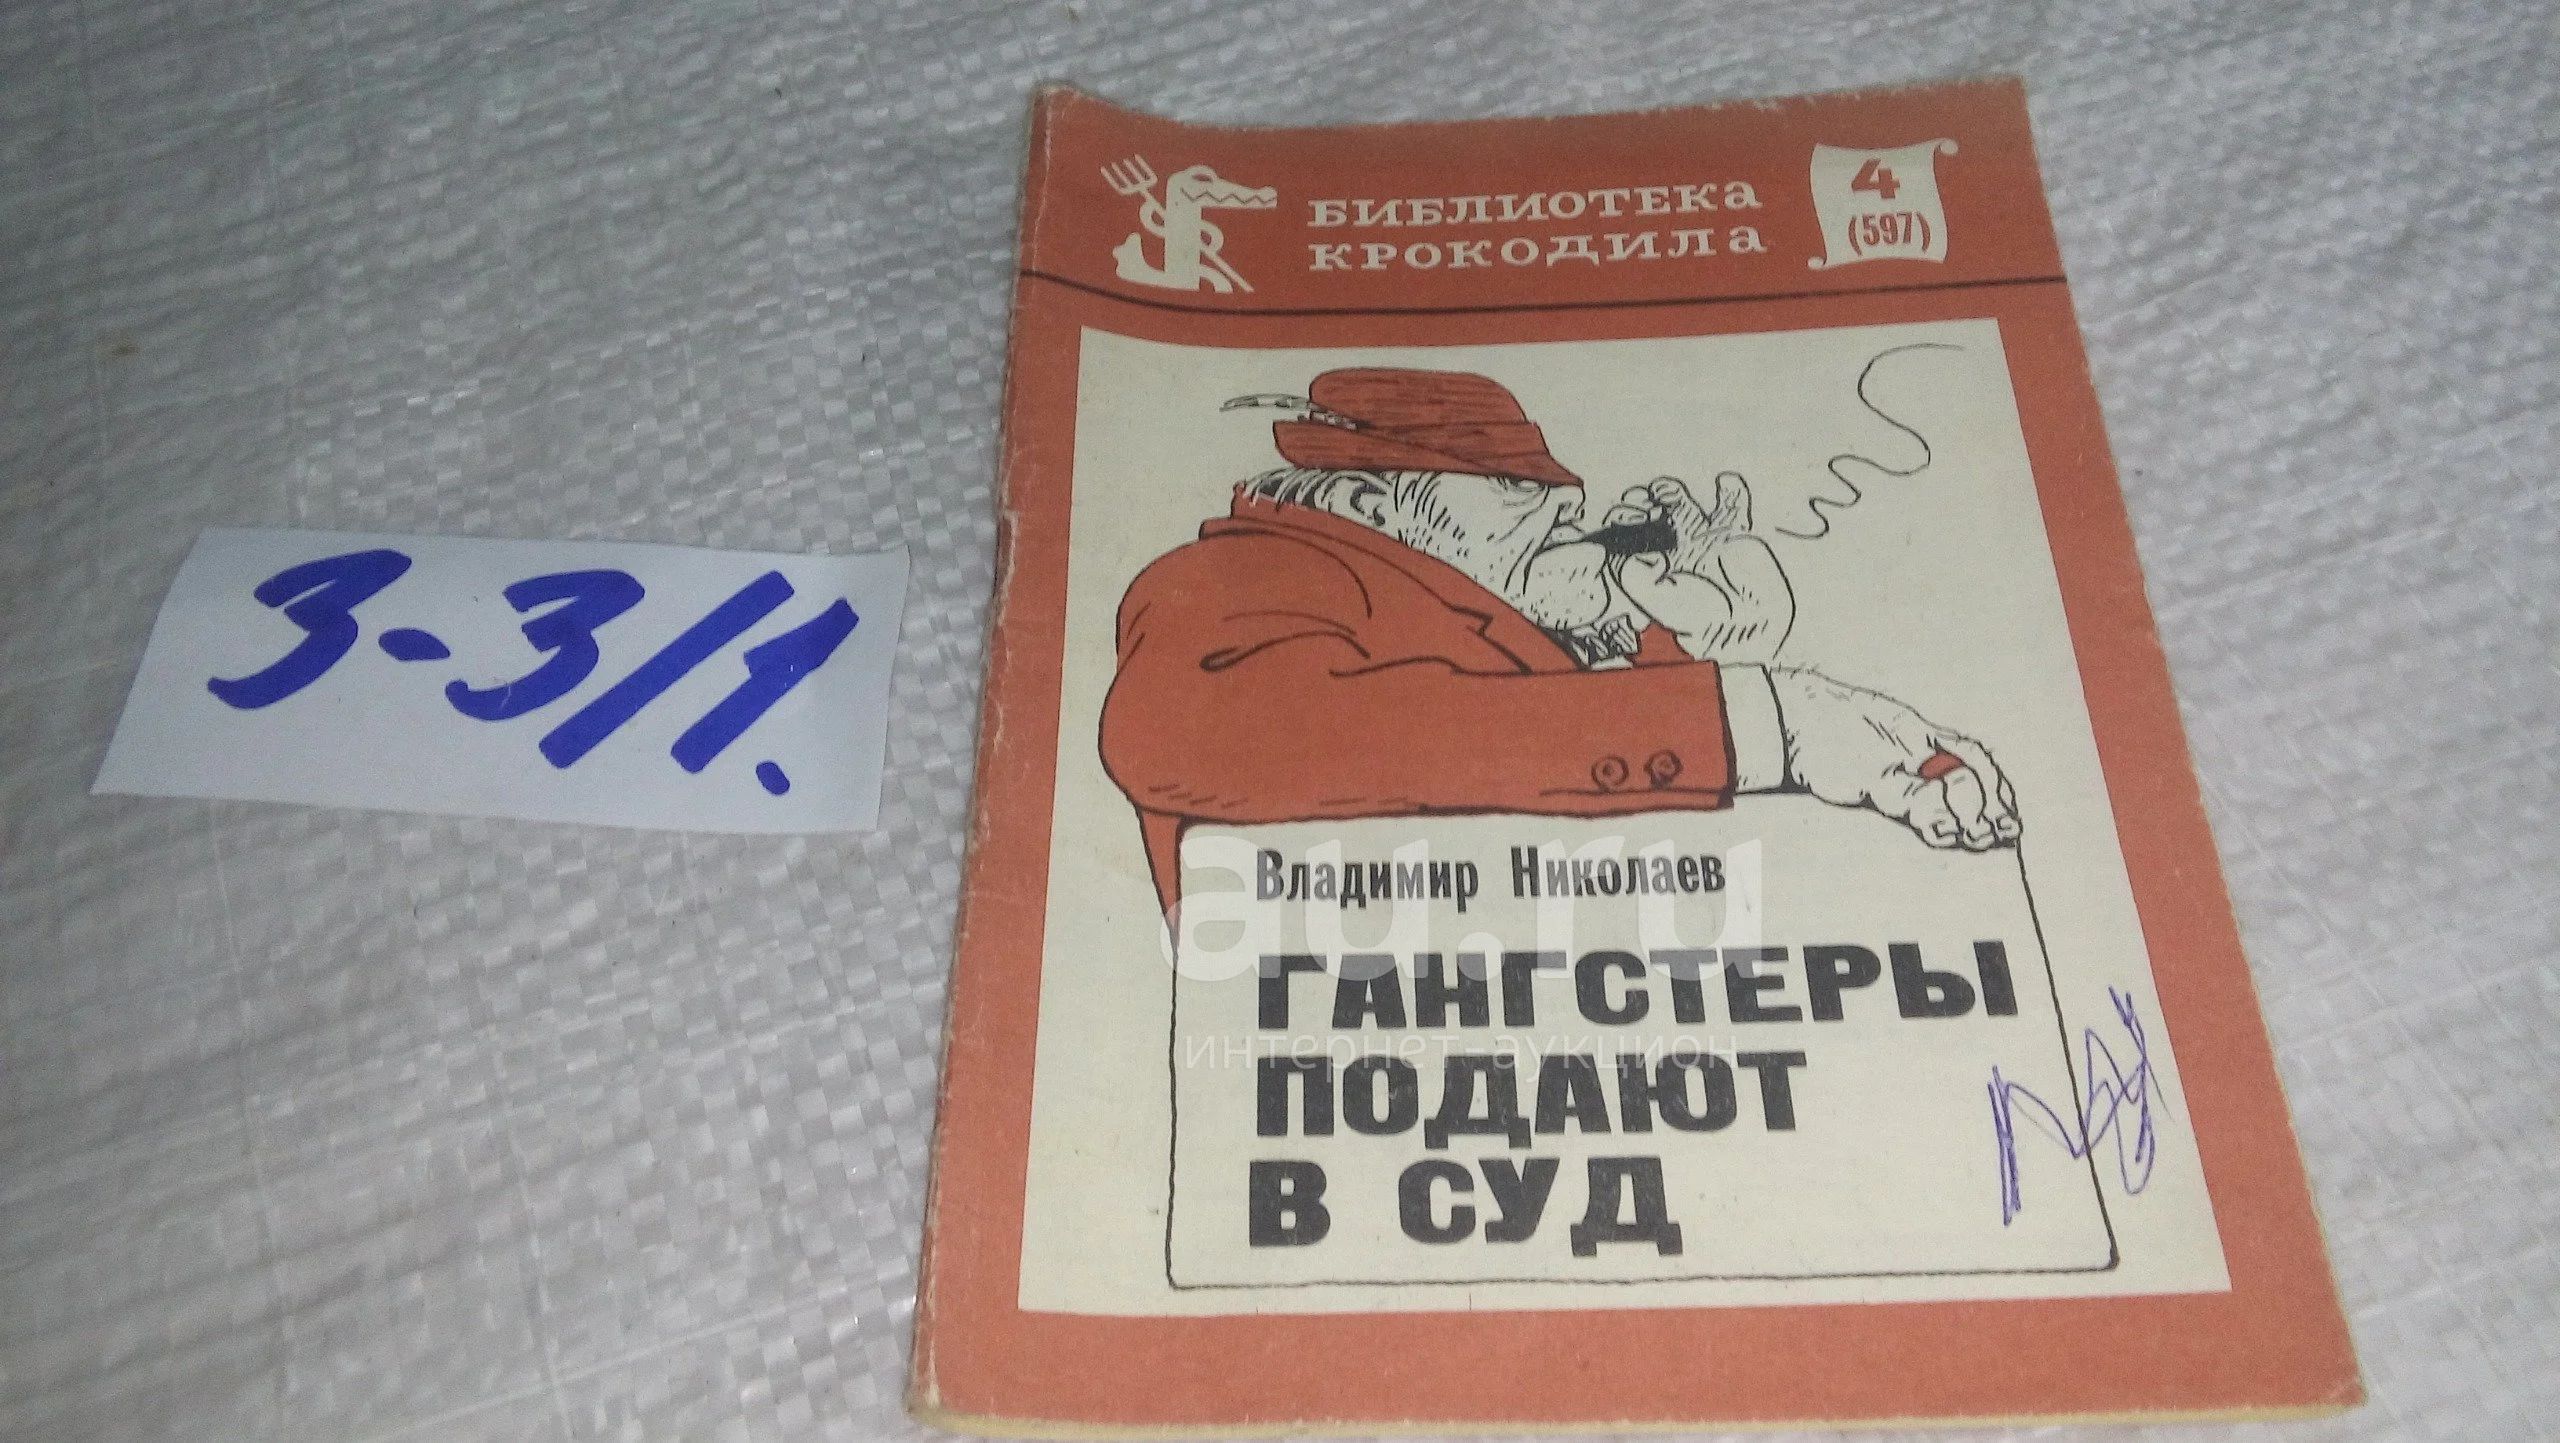 БИБЛИОТЕКА
КРОКОДИЛА
4
(597)
3-3/1.
Владимир Николаев
ГАНГСТЕРЫ
ПОДАЮТ
В СУД
au.ru
интернет-аукцион